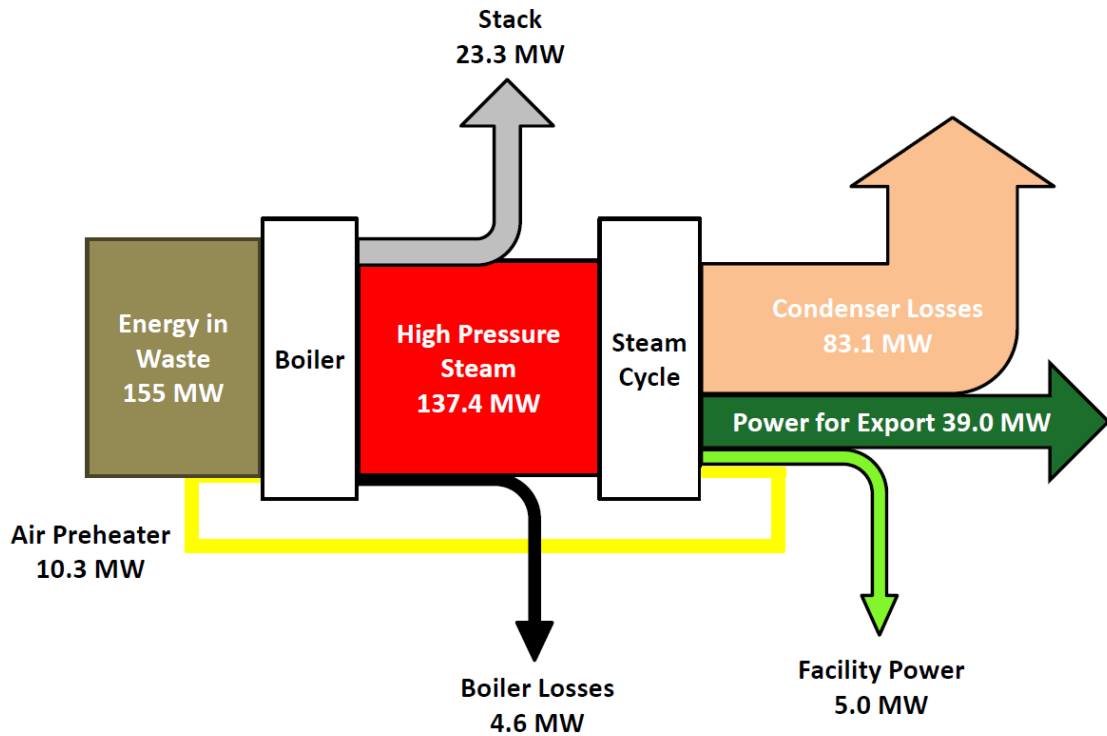 Stack
23.3 MW
Energy in
Waste
155 MW
Boiler
High Pressure
Steam
137.4 MW
Steam
Cycle
Condenser Losses
83.1 MW
Power for Export 39.0 MW
Air Preheater
10.3 MW
Boiler Losses
4.6 MW
Facility Power
5.0 MW